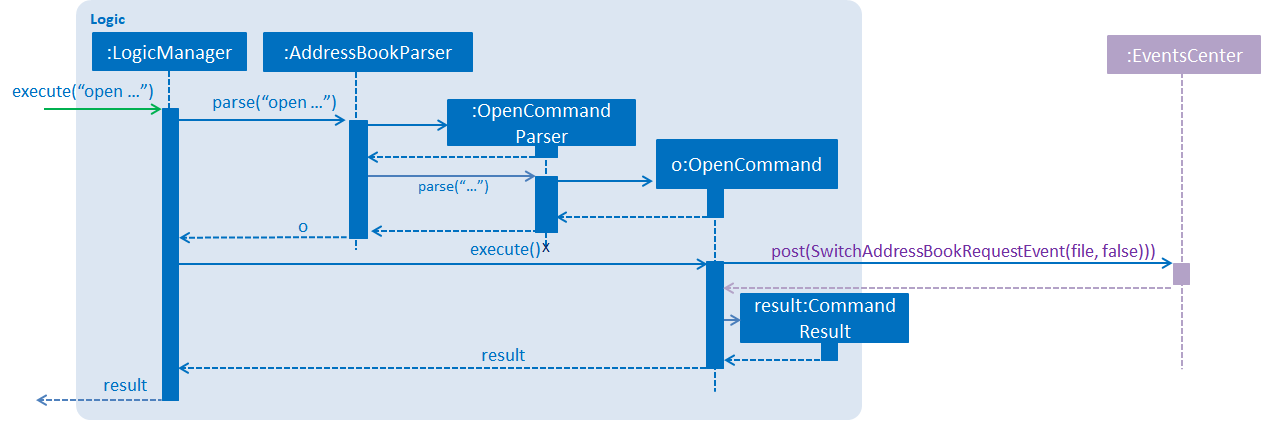 Logic
:LogicManager
:AddressBookParser
:EventsCenter
execute(“open …”)
parse(“open …”)
:OpenCommand
Parser
o:OpenCommand
parse(“…”)
o
execute()
X
post(SwitchAddressBookRequestEvent(file, false)))
result:Command
Result
result
result